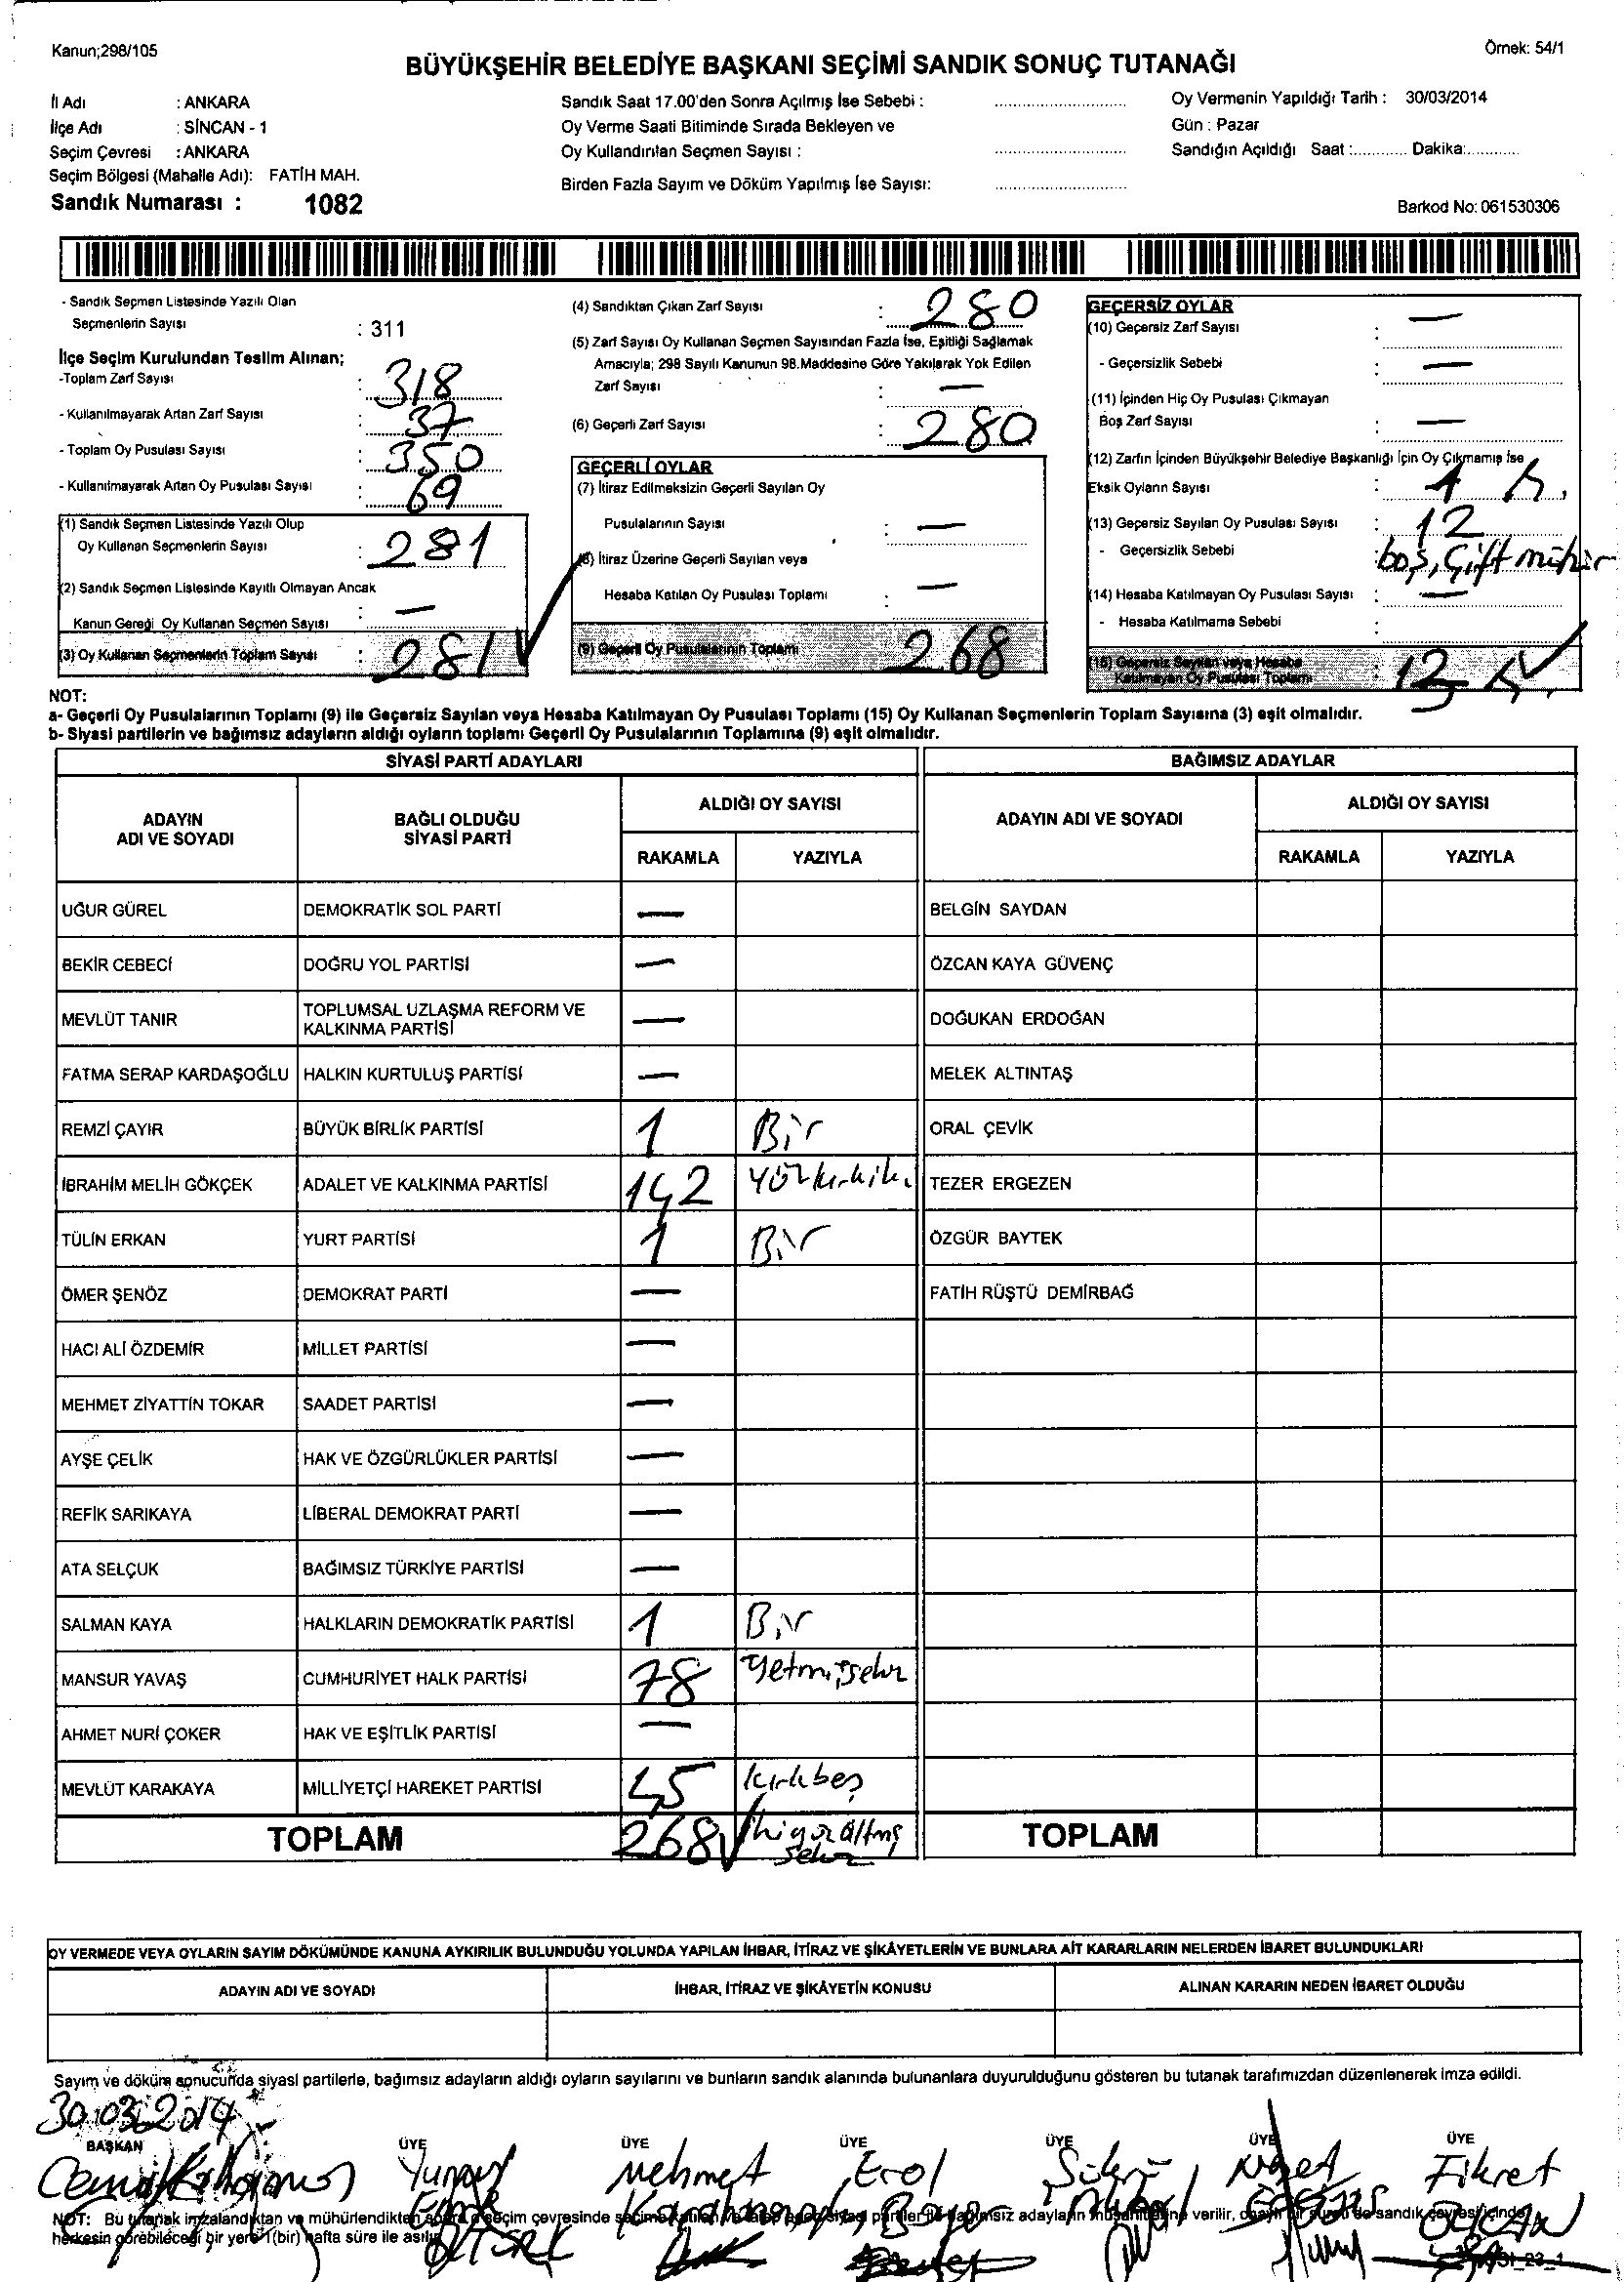 Kanun;298/105
Örnek: 54/1
BÜYÜKŞEHİR BELEDİYE BAŞKANI SEÇİMİ SANDIK SONUÇ TUTANAĞI
İl Adı : ANKARA
İlçe Adı : SİNCAN - 1
Seçim Çevresi : ANKARA
Seçim Bölgesi (Mahalle Adı): FATİH MAH.
Sandık Numarası : 1082
Sandık Saat 17.00'den Sonra Açılmış İse Sebebi :
Oy Verme Saati Bitiminde Sırada Bekleyen ve
Oy Kullandırılan Seçmen Sayısı :
Birden Fazla Sayım ve Döküm Yapılmış İse Sayısı:
Oy Vermenin Yapıldığı Tarih : 30/03/2014
Gün : Pazar
Sandığın Açıldığı Saat :............ Dakika:............
Barkod No: 061530306
- Sandık Seçmen Listesinde Yazılı Olan
Seçmenlerin Sayısı : 311
İlçe Seçim Kurulundan Teslim Alınan;
-Toplam Zarf Sayısı : 318
- Kullanılmayarak Artan Zarf Sayısı : 37
- Toplam Oy Pusulası Sayısı : 350
- Kullanılmayarak Artan Oy Pusulası Sayısı : 69
(1) Sandık Seçmen Listesinde Yazılı Olup
Oy Kullanan Seçmenlerin Sayısı : 281
(2) Sandık Seçmen Listesinde Kayıtlı Olmayan Ancak
Kanun Gereği Oy Kullanan Seçmen Sayısı : —
(3) Oy Kullanan Seçmenlerin Toplam Sayısı : 281
(4) Sandıktan Çıkan Zarf Sayısı : 280
(5) Zarf Sayısı Oy Kullanan Seçmen Sayısından Fazla İse, Eşitliği Sağlamak
Amacıyla; 298 Sayılı Kanunun 98.Maddesine Göre Yakılarak Yok Edilen
Zarf Sayısı : —
(6) Geçerli Zarf Sayısı : 280
GEÇERLİ OYLAR
(7) İtiraz Edilmeksizin Geçerli Sayılan Oy
Pusulalarının Sayısı : —
(8) İtiraz Üzerine Geçerli Sayılan veya
Hesaba Katılan Oy Pusulası Toplamı : —
(9) Geçerli Oy Pusulalarının Toplamı : 268
GEÇERSİZ OYLAR
(10) Geçersiz Zarf Sayısı : —
- Geçersizlik Sebebi : —
(11) İçinden Hiç Oy Pusulası Çıkmayan
Boş Zarf Sayısı : —
(12) Zarfın İçinden Büyükşehir Belediye Başkanlığı İçin Oy Çıkmamış İse
Eksik Oyların Sayısı : 1
(13) Geçersiz Sayılan Oy Pusulası Sayısı : 12
- Geçersizlik Sebebi : boş, Çift mühür
(14) Hesaba Katılmayan Oy Pusulası Sayısı : —
- Hesaba Katılmama Sebebi :
(15) Geçersiz Sayılan veya Hesaba
Katılmayan Oy Pusulası Toplamı :
NOT:
a- Geçerli Oy Pusulalarının Toplamı (9) ile Geçersiz Sayılan veya Hesaba Katılmayan Oy Pusulası Toplamı (15) Oy Kullanan Seçmenlerin Toplam Sayısına (3) eşit olmalıdır.
b- Siyasi partilerin ve bağımsız adayların aldığı oyların toplamı Geçerli Oy Pusulalarının Toplamına (9) eşit olmalıdır.
SİYASİ PARTİ ADAYLARI BAĞIMSIZ ADAYLAR
ADAYIN ADI VE SOYADI BAĞLI OLDUĞU SİYASİ PARTİ ALDIĞI OY SAYISI ADAYIN ADI VE SOYADI ALDIĞI OY SAYISI
RAKAMLA YAZIYLA RAKAMLA YAZIYLA
UĞUR GÜREL DEMOKRATİK SOL PARTİ — BELGİN SAYDAN
BEKİR CEBECİ DOĞRU YOL PARTİSİ — ÖZCAN KAYA GÜVENÇ
MEVLÜT TANIR TOPLUMSAL UZLAŞMA REFORM VE KALKINMA PARTİSİ — DOĞUKAN ERDOĞAN
FATMA SERAP KARDAŞOĞLU HALKIN KURTULUŞ PARTİSİ — MELEK ALTINTAŞ
REMZİ ÇAYIR BÜYÜK BİRLİK PARTİSİ 1 Bir ORAL ÇEVİK
İBRAHİM MELİH GÖKÇEK ADALET VE KALKINMA PARTİSİ 142 Yüzkırkiki TEZER ERGEZEN
TÜLİN ERKAN YURT PARTİSİ 1 Bir ÖZGÜR BAYTEK
ÖMER ŞENÖZ DEMOKRAT PARTİ — FATİH RÜŞTÜ DEMİRBAĞ
HACI ALİ ÖZDEMİR MİLLET PARTİSİ —
MEHMET ZİYATTİN TOKAR SAADET PARTİSİ —
AYŞE ÇELİK HAK VE ÖZGÜRLÜKLER PARTİSİ —
REFİK SARIKAYA LİBERAL DEMOKRAT PARTİ —
ATA SELÇUK BAĞIMSIZ TÜRKİYE PARTİSİ —
SALMAN KAYA HALKLARIN DEMOKRATİK PARTİSİ 1 Bir
MANSUR YAVAŞ CUMHURİYET HALK PARTİSİ 78 Yetmişsekiz
AHMET NURİ ÇOKER HAK VE EŞİTLİK PARTİSİ —
MEVLÜT KARAKAYA MİLLİYETÇİ HAREKET PARTİSİ 45 Kırkbeş
TOPLAM 268 ikiyüzaltmış sekiz TOPLAM
OY VERMEDE VEYA OYLARIN SAYIM DÖKÜMÜNDE KANUNA AYKIRILIK BULUNDUĞU YOLUNDA YAPILAN İHBAR, İTİRAZ VE ŞİKÂYETLERİN VE BUNLARA AİT KARARLARIN NELERDEN İBARET BULUNDUKLARI
ADAYIN ADI VE SOYADI İHBAR, İTİRAZ VE ŞİKÂYETİN KONUSU ALINAN KARARIN NEDEN İBARET OLDUĞU
Sayım ve döküm sonucunda siyasi partilerle, bağımsız adayların aldığı oyların sayılarını ve bunların sandık alanında bulunanlara duyurulduğunu gösteren bu tutanak tarafımızdan düzenlenerek imza edildi.
30.03.2014
BAŞKAN ÜYE ÜYE ÜYE ÜYE ÜYE ÜYE
Mehmet Erol Şükrü Fikret
NOT: Bu tutanak imzalandıktan ve mühürlendikten sonra seçim çevresinde adayların verilir, sandık çevresi içinde
herkesin görebileceği bir yere 1(bir) hafta süre ile asılır.